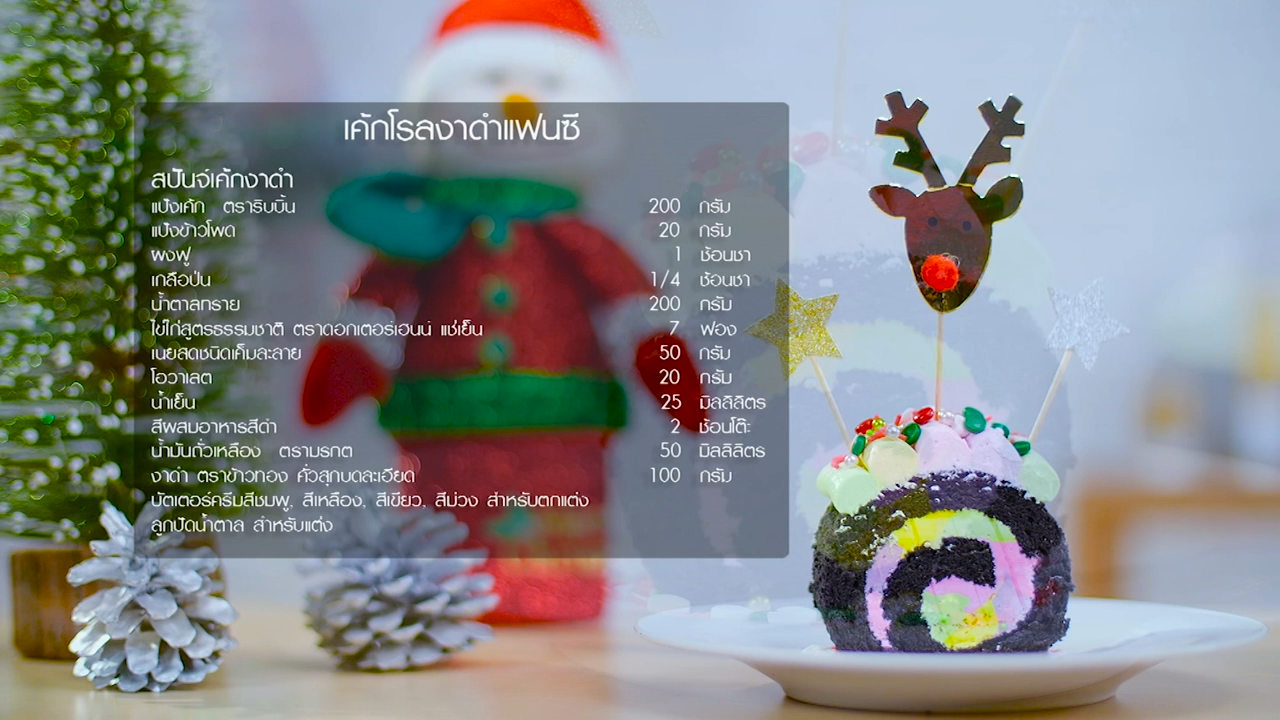 เค้กโรลงาดำแฟนซี
สปันจ์เค้กงาดำ
แป้งเค้ก ตราริบบิ้น 200 กรัม
แป้งข้าวโพด 20 กรัม
ผงฟู 1 ช้อนชา
เกลือป่น 1/4 ช้อนชา
น้ำตาลทราย 200 กรัม
ไข่ไก่สูตรธรรมชาติ ตราดอกเตอร์เฮนน์ แช่เย็น 7 ฟอง
เนยสดชนิดเค็มละลาย 50 กรัม
โอวาเลต 20 กรัม
น้ำเย็น 25 มิลลิลิตร
สีผสมอาหารสีดำ 2 ช้อนโต๊ะ
น้ำมันถั่วเหลือง ตรามรกต 50 มิลลิลิตร
งาดำ ตราข้าวทอง คั่วสุกบดละเอียด 100 กรัม
บัตเตอร์ครีมสีชมพู, สีเหลือง, สีเขียว, สีม่วง สำหรับตกแต่ง
ลูกปัดน้ำตาล สำหรับแต่ง